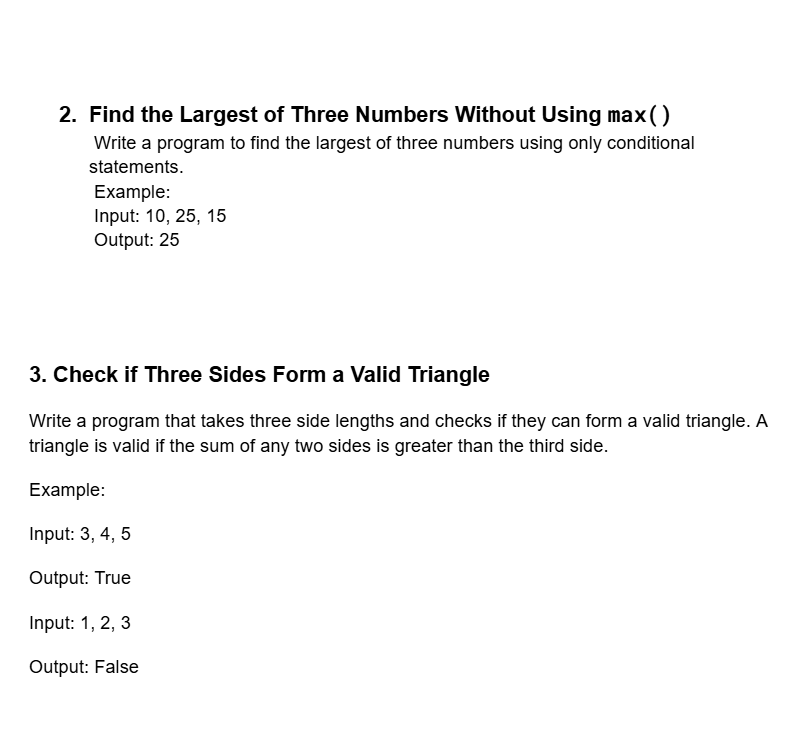 2. Find the Largest of Three Numbers Without Using max()
Write a program to find the largest of three numbers using only conditional
statements.
Example:
Input: 10, 25, 15
Output: 25
3. Check if Three Sides Form a Valid Triangle
Write a program that takes three side lengths and checks if they can form a valid triangle. A
triangle is valid if the sum of any two sides is greater than the third side.
Example:
Input: 3, 4, 5
Output: True
Input: 1, 2, 3
Output: False